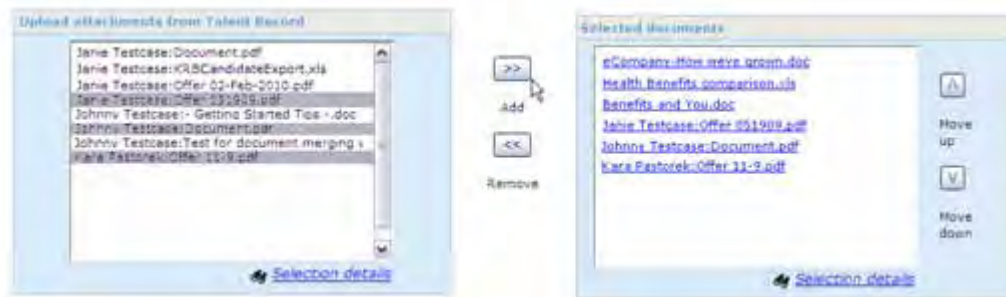 Upload attachments from Talent Record
Janie Testcase:Document.pdf
Janie Testcase:KRBCandidateExport.xls
Janie Testcase:Offer 02-Feb-2010.pdf
Janie Testcase:Offer 051909.pdf
Johnny Testcase:- Getting Started Tips -.doc
Johnny Testcase:Document.pdf
Johnny Testcase:Test for document merging v
Kara Pastorek:Offer 11-9.pdf
Selection details
>>
Add
<<
Remove
Selected documents
eCompany-How weve grown.doc
Health Benefits comparison.xls
Benefits and You.doc
Janie Testcase:Offer 051909.pdf
Johnny Testcase:Document.pdf
Kara Pastorek:Offer 11-9.pdf
Selection details
Move
up
Move
down